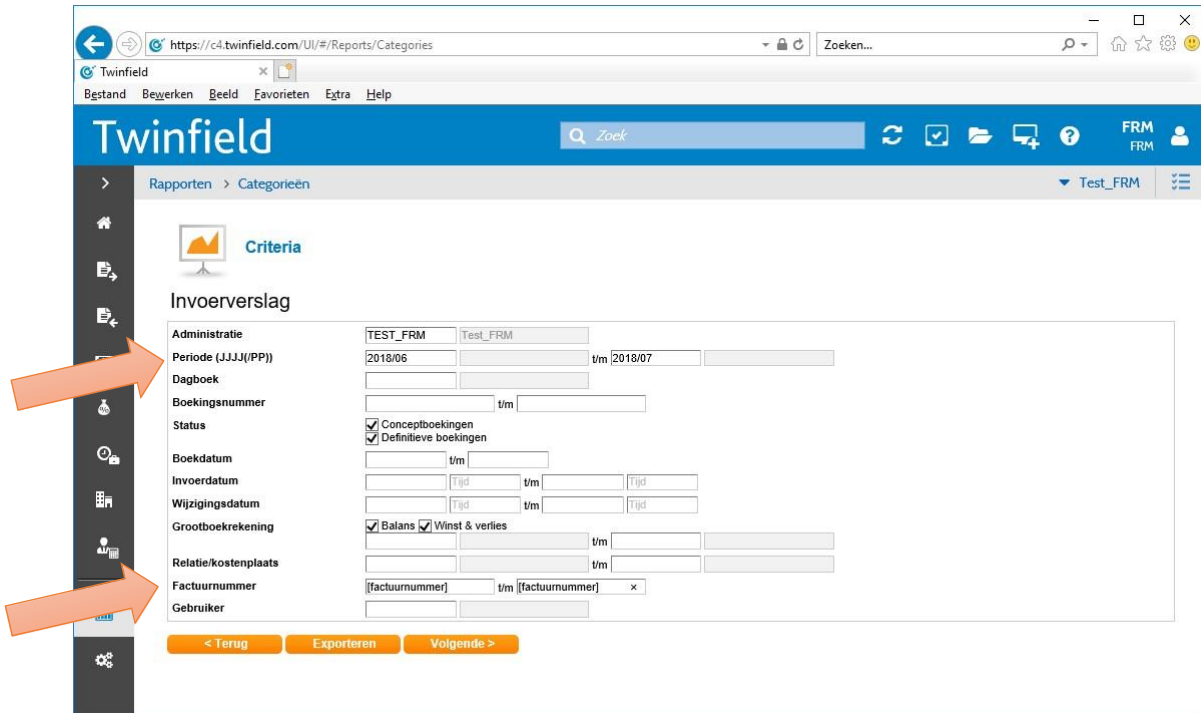 https://c4.twinfield.com/UI/#/Reports/Categories
Zoeken...
Twinfield
Bestand Bewerken Beeld Favorieten Extra Help
Twinfield
Zoek
FRM
FRM
Rapporten > Categorieën
Test_FRM
Criteria
Invoerverslag
Administratie TEST_FRM Test_FRM
Periode (JJJJ(/PP)) 2018/06 t/m 2018/07
Dagboek
Boekingsnummer t/m
Status Conceptboekingen
Definitieve boekingen
Boekdatum t/m
Invoerdatum Tijd t/m Tijd
Wijzigingsdatum Tijd t/m Tijd
Grootboekrekening Balans Winst & verlies
t/m
Relatie/kostenplaats t/m
Factuurnummer [factuurnummer] t/m [factuurnummer] ×
Gebruiker
< Terug Exporteren Volgende >